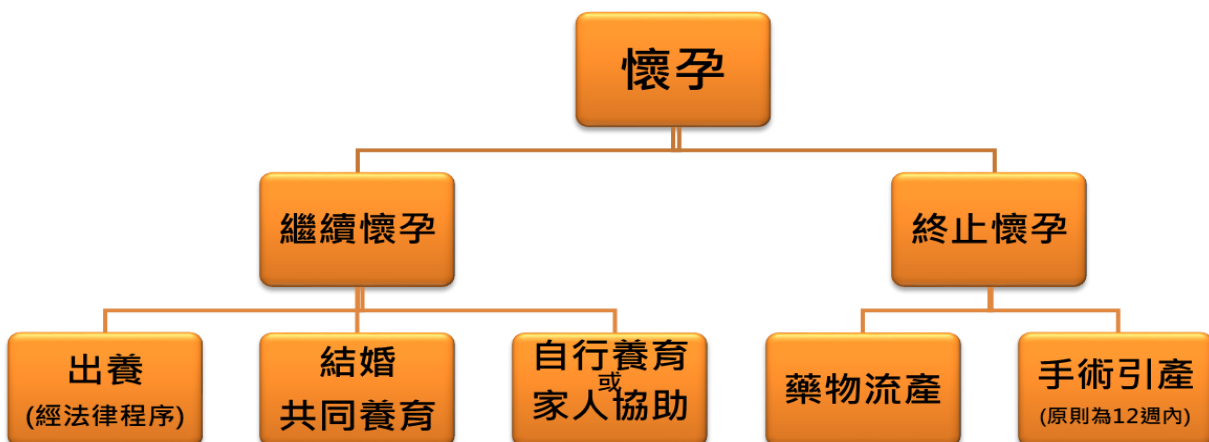 懷孕
繼續懷孕
終止懷孕
出養
(經法律程序)
結婚
共同養育
自行養育
或
家人協助
藥物流產
手術引產
(原則為12週內)